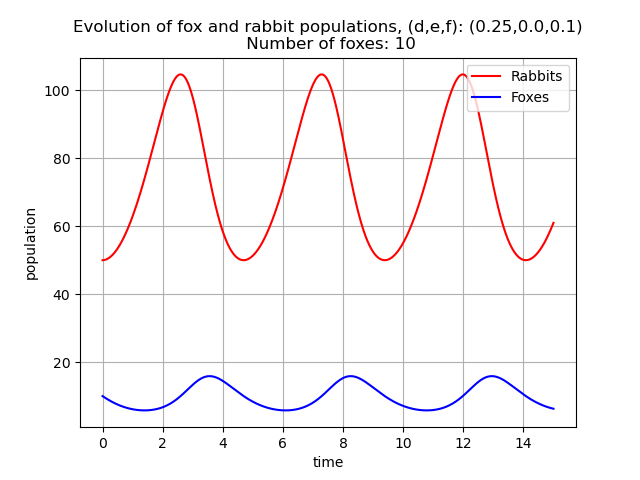 Evolution of fox and rabbit populations, (d,e,f): (0.25,0.0,0.1)
Number of foxes: 10
Rabbits
Foxes
100
80
60
40
20
population
0 2 4 6 8 10 12 14
time